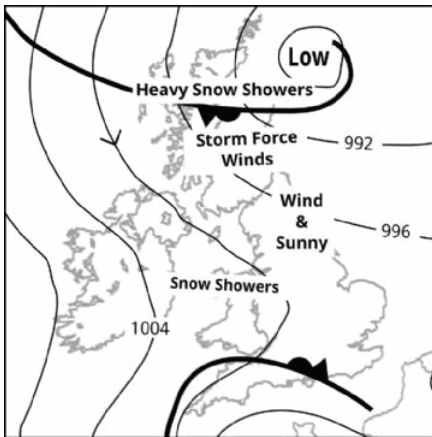 Low
Heavy Snow Showers
Storm Force
Winds
992
Wind
&
Sunny
996
Snow Showers
1004